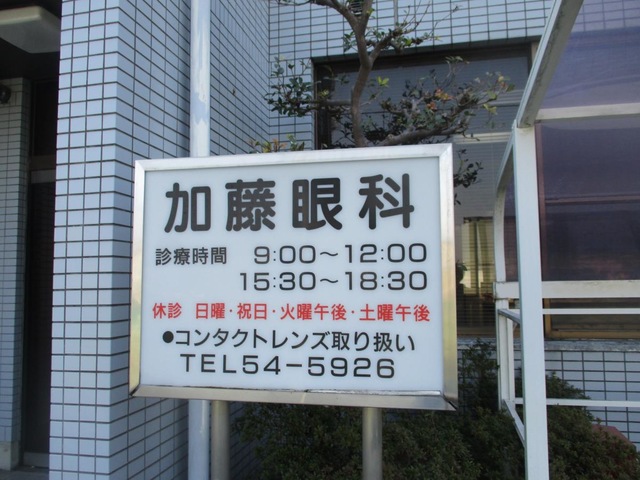 加藤眼科
診療時間 9:00～12:00
15:30～18:30
休診 日曜・祝日・火曜午後・土曜午後
●コンタクトレンズ取り扱い
TEL54-5926